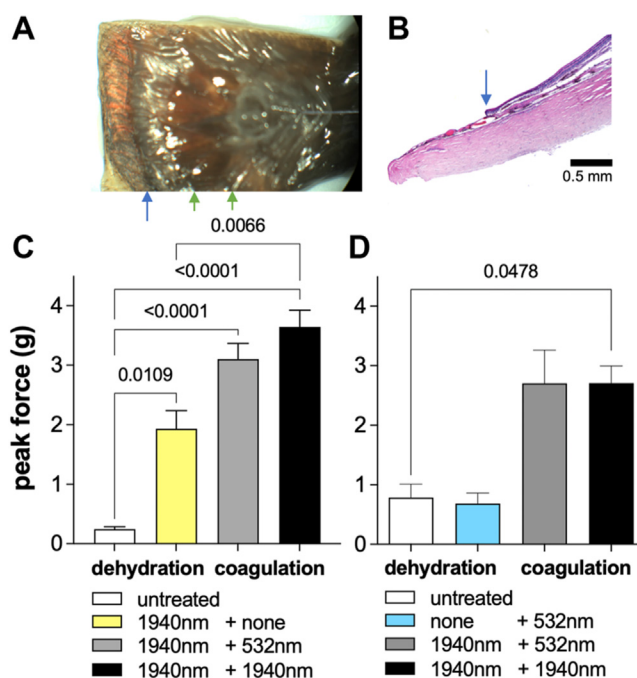 A
B
0.5 mm
C
0.0066
<0.0001
<0.0001
0.0109
peak force (g)
4
3
2
1
0
dehydration coagulation
untreated
1940nm + none
1940nm + 532nm
1940nm + 1940nm
D
0.0478
4
3
2
1
0
dehydration coagulation
untreated
none + 532nm
1940nm + 532nm
1940nm + 1940nm